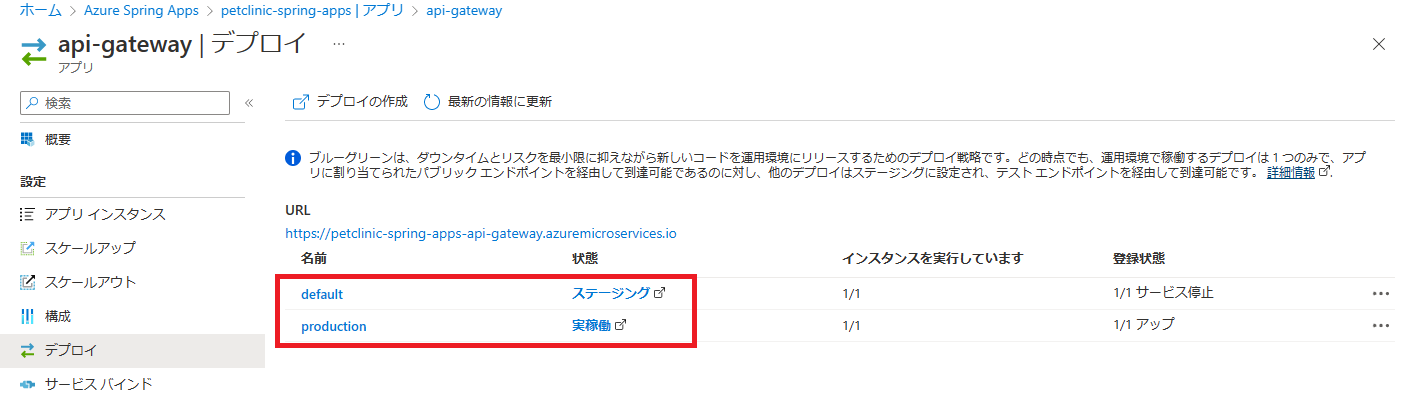 ホーム > Azure Spring Apps > petclinic-spring-apps | アプリ > api-gateway
api-gateway | デプロイ ...
アプリ
検索 «
デプロイの作成 最新の情報に更新
概要
設定
アプリ インスタンス
スケールアップ
スケールアウト
構成
デプロイ
サービス バインド
ブルーグリーンは、ダウンタイムとリスクを最小限に抑えながら新しいコードを運用環境にリリースするためのデプロイ戦略です。どの時点でも、運用環境で稼働するデプロイは 1 つのみで、アプ
リに割り当てられたパブリック エンドポイントを経由して到達可能であるのに対し、他のデプロイはステージングに設定され、テスト エンドポイントを経由して到達可能です。 詳細情報.
URL
https://petclinic-spring-apps-api-gateway.azuremicroservices.io
名前 状態 インスタンスを実行しています 登録状態
default ステージング 1/1 1/1 サービス停止 ...
production 実稼働 1/1 1/1 アップ ...